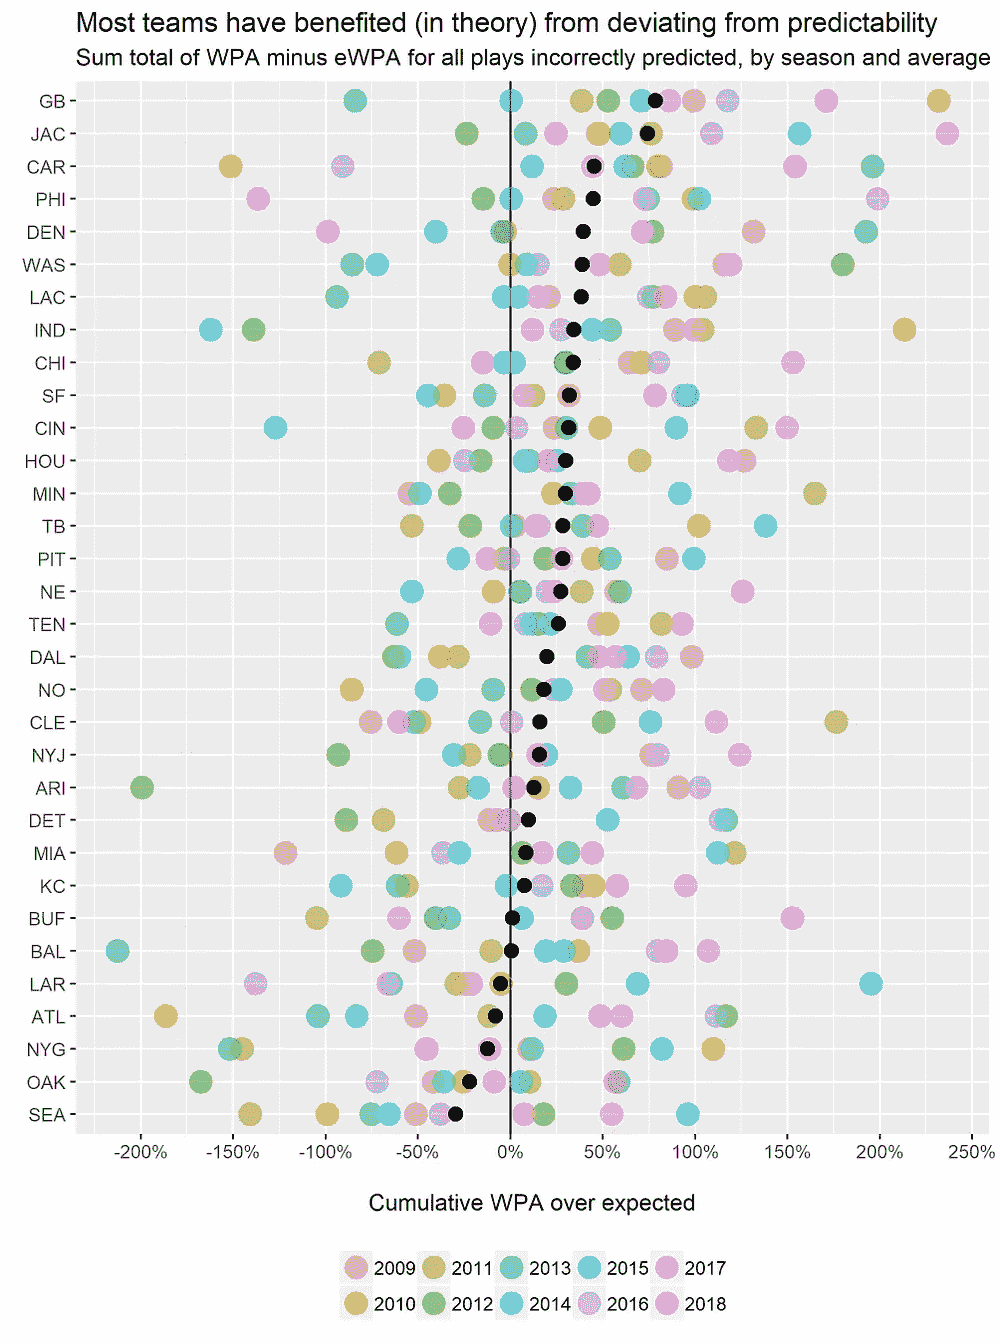 Most teams have benefited (in theory) from deviating from predictability
Sum total of WPA minus eWPA for all plays incorrectly predicted, by season and average
GB
JAC
CAR
PHI
DEN
WAS
LAC
IND
CHI
SF
CIN
HOU
MIN
TB
PIT
NE
TEN
DAL
NO
CLE
NYJ
ARI
DET
MIA
KC
BUF
BAL
LAR
ATL
NYG
OAK
SEA
-200% -150% -100% -50% 0% 50% 100% 150% 200% 250%
Cumulative WPA over expected
2009 2011 2013 2015 2017
2010 2012 2014 2016 2018